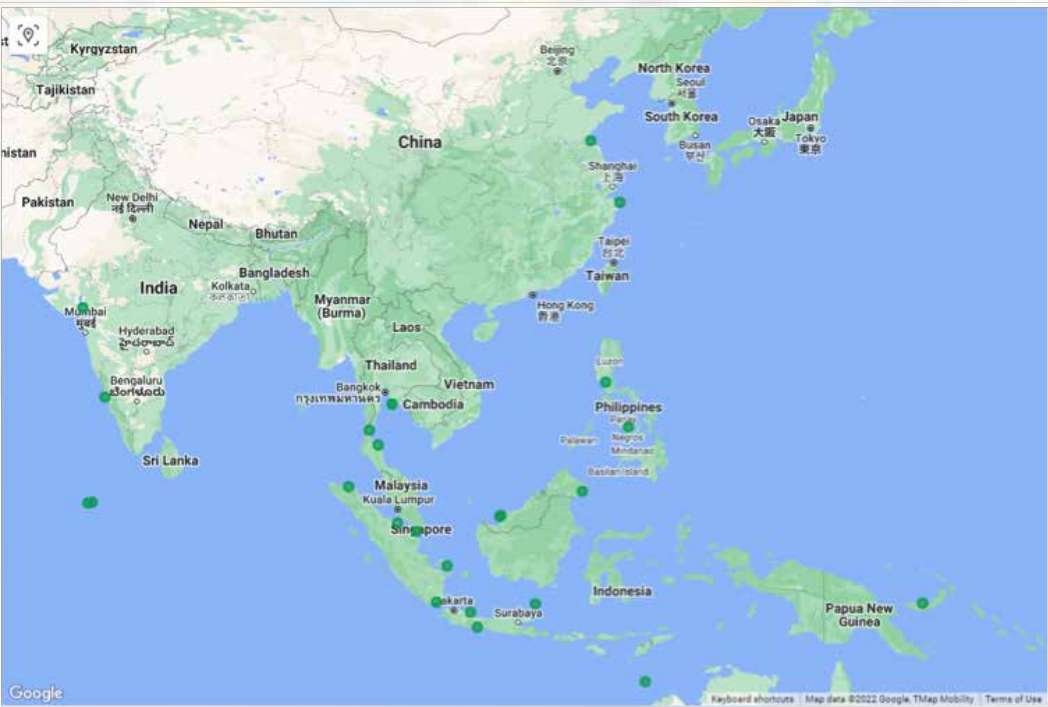 Kyrgyzstan
Beijing
北京
North Korea
Seoul
서울
Tajikistan
China
South Korea
Osaka
大阪
Japan
Tokyo
東京
Busan
부산
nistan
Shanghai
上海
Pakistan
New Delhi
नई दिल्ली
Nepal
Bhutan
Taipei
台北
Bangladesh
Taiwan
India
Kolkata
Myanmar
(Burma)
Hong Kong
香港
Mumbai
मुंबई
Hyderabad
Laos
Luzon
Thailand
Bengaluru
ಬೆಂಗಳೂರು
Bangkok
กรุงเทพมหานคร
Vietnam
Cambodia
Philippines
Panay
Palawan
Negros
Mindanao
Sri Lanka
Basilan Island
Malaysia
Kuala Lumpur
Singapore
Indonesia
Jakarta
Surabaya
Papua New
Guinea
Google
Keyboard shortcuts
Map data ©2022 Google, TMap Mobility
Terms of Use